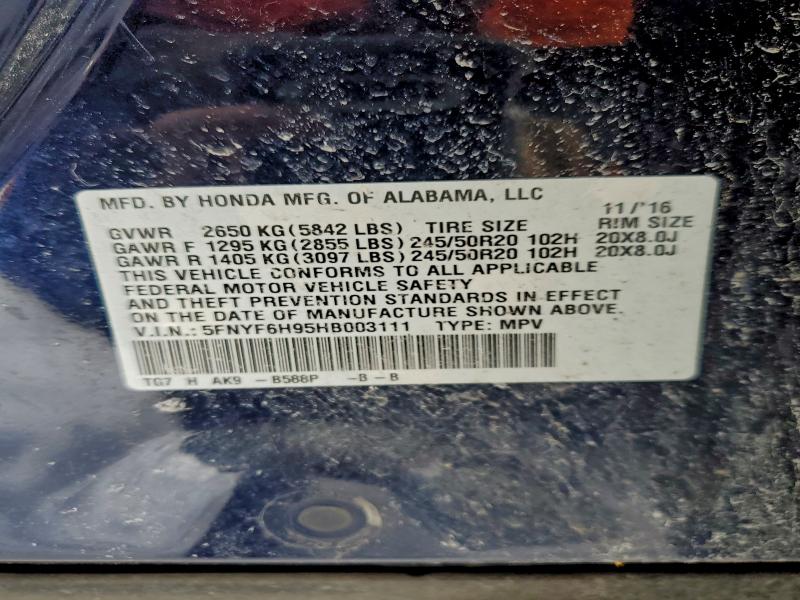 MFD. BY HONDA MFG. OF ALABAMA, LLC 11/'16
GVWR 2650 KG(5842 LBS) TIRE SIZE RIM SIZE
GAWR F 1295 KG(2855 LBS) 245/50R20 102H 20X8.0J
GAWR R 1405 KG(3097 LBS) 245/50R20 102H 20X8.0J
THIS VEHICLE CONFORMS TO ALL APPLICABLE
FEDERAL MOTOR VEHICLE SAFETY
AND THEFT PREVENTION STANDARDS IN EFFECT
ON THE DATE OF MANUFACTURE SHOWN ABOVE.
V.I.N.: 5FNYF6H95HB003111 TYPE: MPV
TG7 H AK9 -B588P -B-B